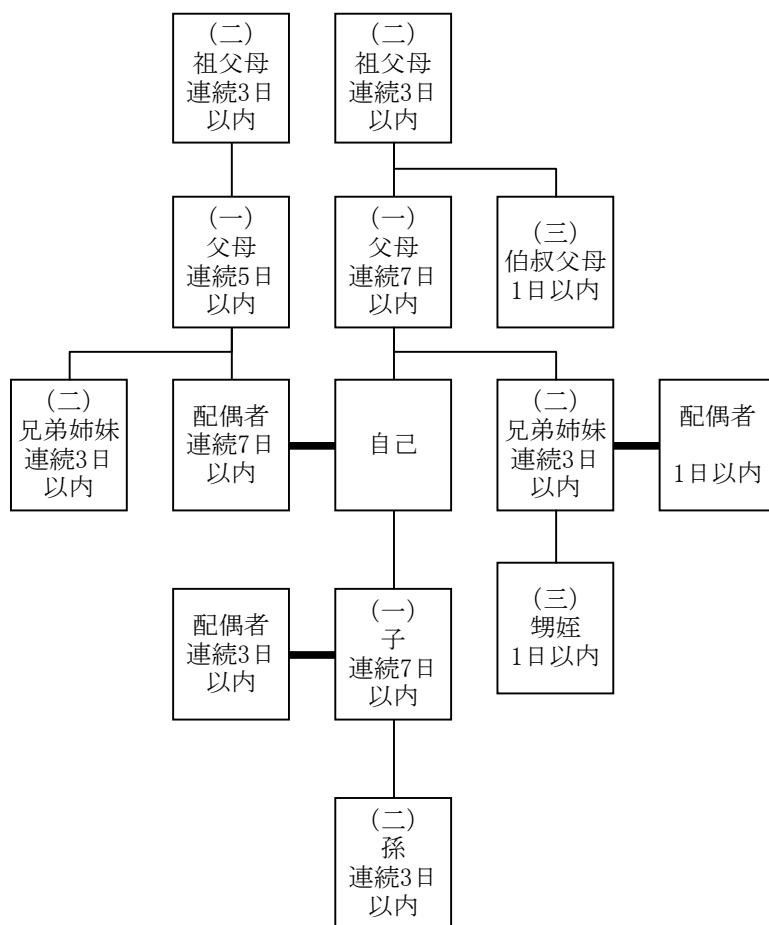 (二)
祖父母
連続3日
以内
(二)
祖父母
連続3日
以内
(一)
父母
連続5日
以内
(一)
父母
連続7日
以内
(三)
伯叔父母
1日以内
(二)
兄弟姉妹
連続3日
以内
配偶者
連続7日
以内
自己
(二)
兄弟姉妹
連続3日
以内
配偶者
1日以内
配偶者
連続3日
以内
(一)
子
連続7日
以内
(三)
甥姪
1日以内
(二)
孫
連続3日
以内